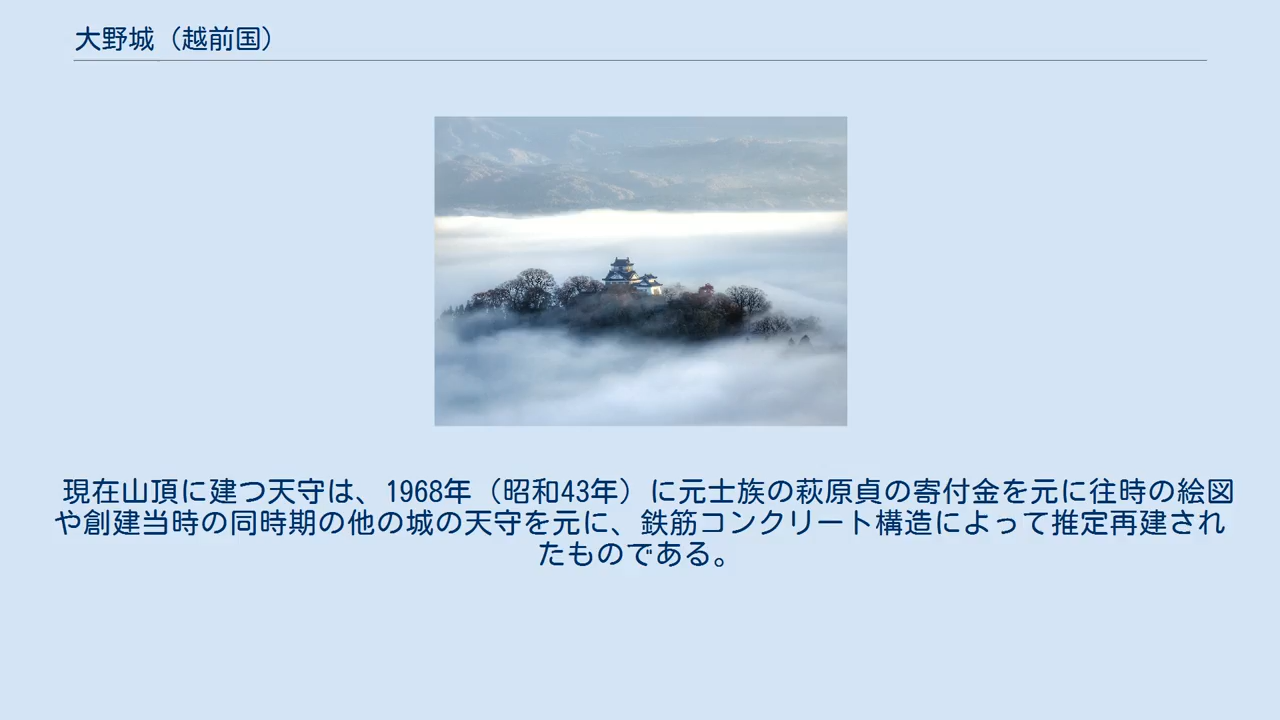 大野城（越前国）
現在山頂に建つ天守は、1968年（昭和43年）に元士族の萩原貞の寄付金を元に往時の絵図
や創建当時の同時期の他の城の天守を元に、鉄筋コンクリート構造によって推定再建され
たものである。